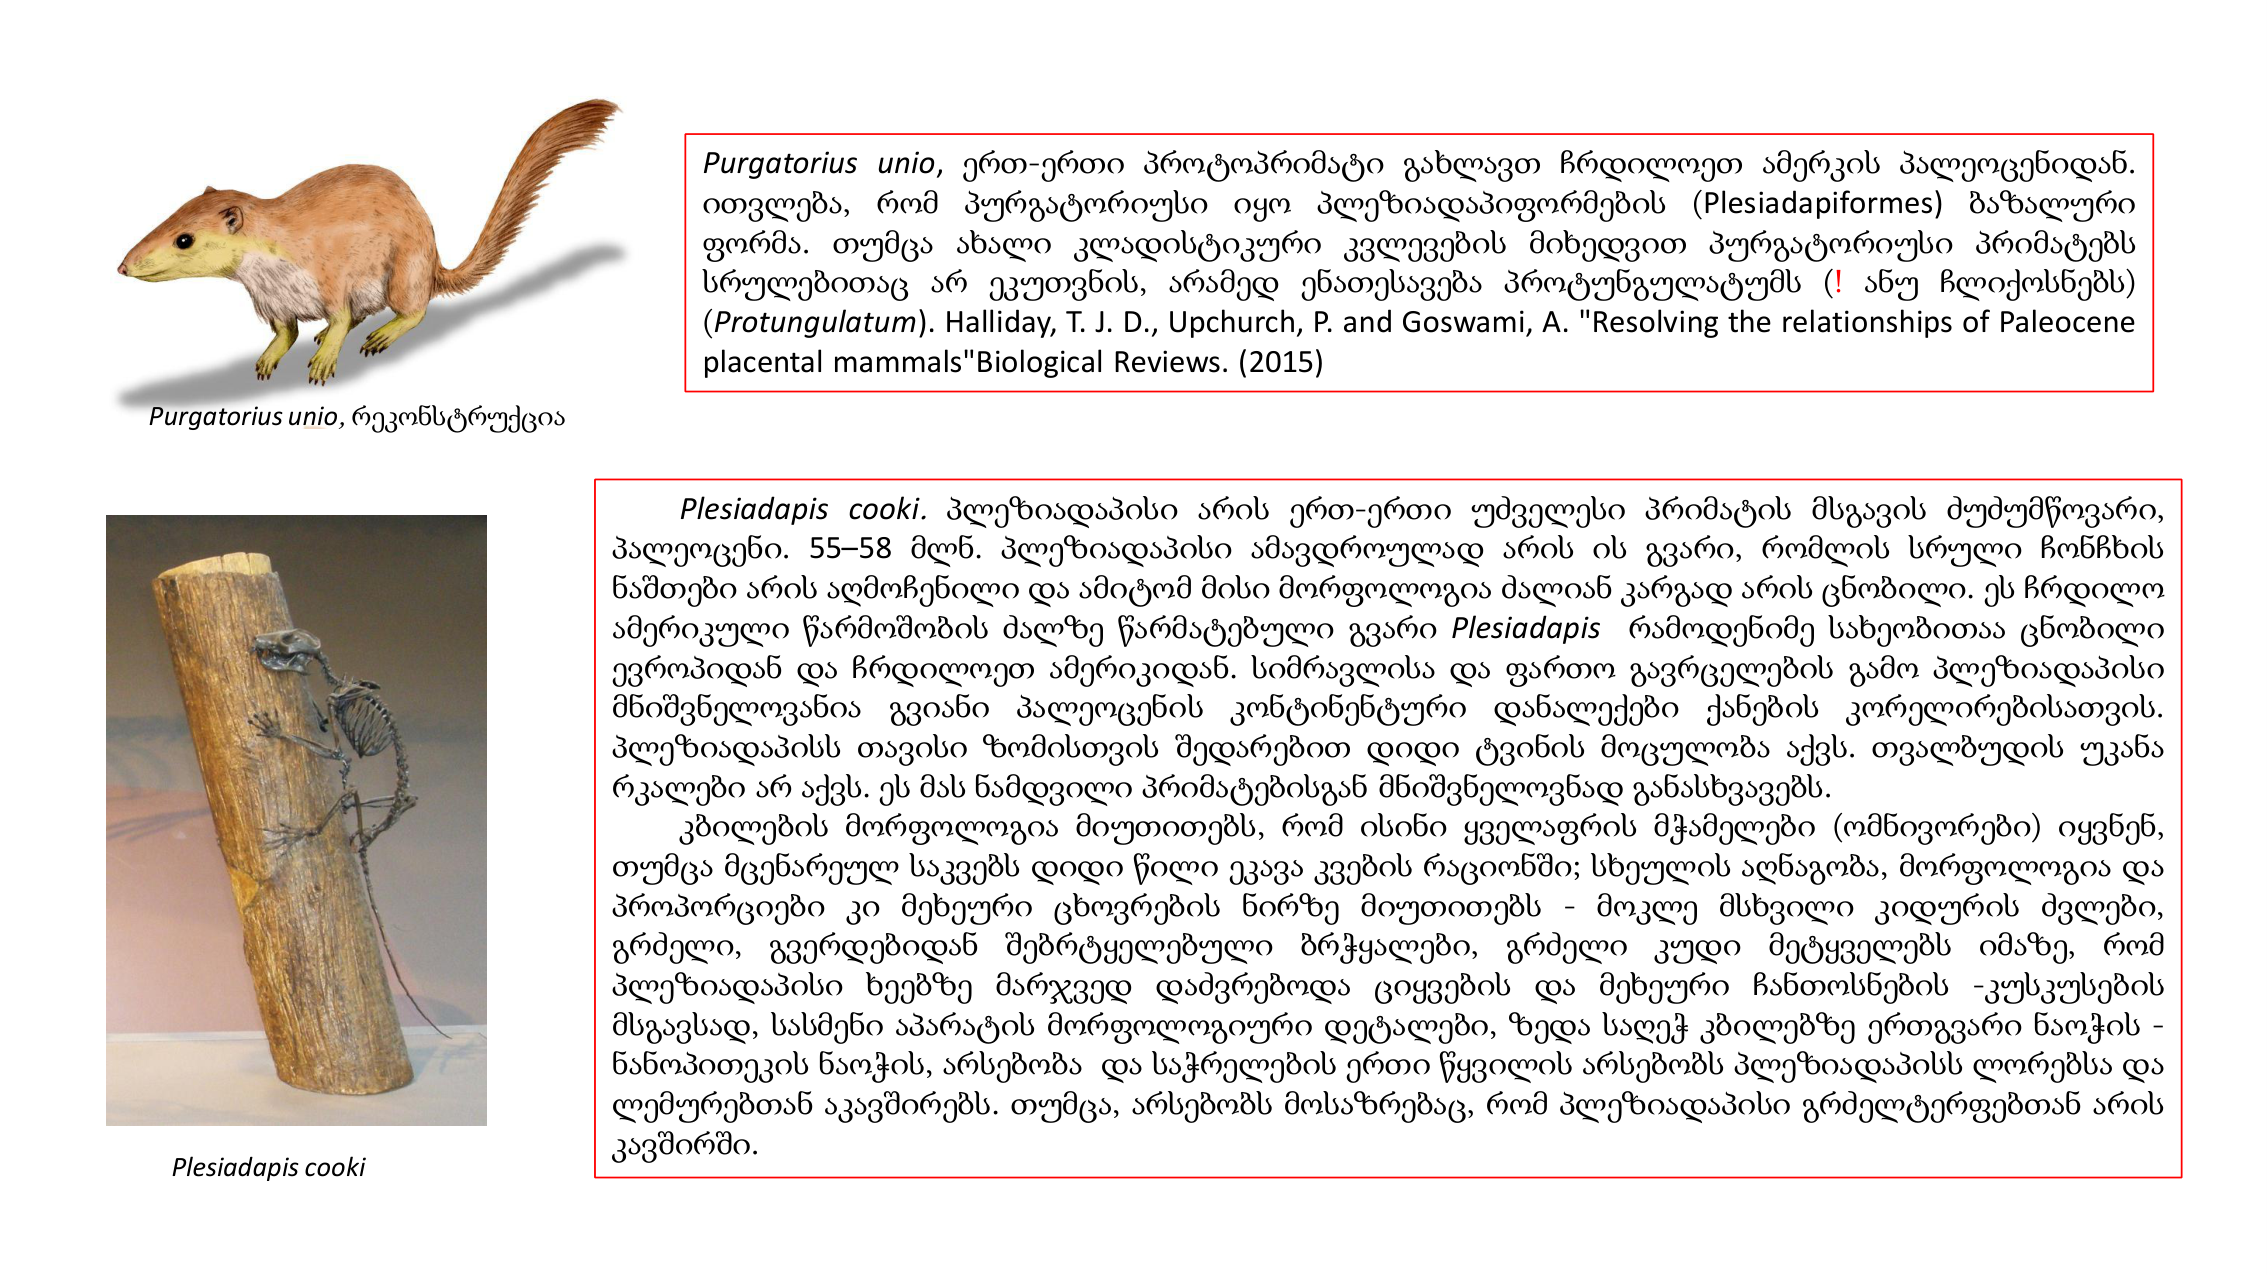 Purgatorius unio, ერთ-ერთი პროტოპრიმატი გახლავთ ჩრდილოეთ ამერკის პალეოცენიდან.
ითვლება, რომ პურგატორიუსი იყო პლეზიადაპიფორმების (Plesiadapiformes) ბაზალური
ფორმა. თუმცა ახალი კლადისტიკური კვლევების მიხედვით პურგატორიუსი პრიმატებს
სრულებითაც არ ეკუთვნის, არამედ ენათესავება პროტუნგულატუმს (! ანუ ჩლიქოსნებს)
(Protungulatum). Halliday, T. J. D., Upchurch, P. and Goswami, A. "Resolving the relationships of Paleocene
placental mammals"Biological Reviews. (2015)
Purgatorius unio, რეკონსტრუქცია
Plesiadapis cooki. პლეზიადაპისი არის ერთ-ერთი უძველესი პრიმატის მსგავის ძუძუმწოვარი,
პალეოცენი. 55–58 მლნ. პლეზიადაპისი ამავდროულად არის ის გვარი, რომლის სრული ჩონჩხის
ნაშთები არის აღმოჩენილი და ამიტომ მისი მორფოლოგია ძალიან კარგად არის ცნობილი. ეს ჩრდილო
ამერიკული წარმოშობის ძალზე წარმატებული გვარი Plesiadapis რამოდენიმე სახეობითაა ცნობილი
ევროპიდან და ჩრდილოეთ ამერიკიდან. სიმრავლისა და ფართო გავრცელების გამო პლეზიადაპისი
მნიშვნელოვანია გვიანი პალეოცენის კონტინენტური დანალექები ქანების კორელირებისათვის.
პლეზიადაპისს თავისი ზომისთვის შედარებით დიდი ტვინის მოცულობა აქვს. თვალბუდის უკანა
რკალები არ აქვს. ეს მას ნამდვილი პრიმატებისგან მნიშვნელოვნად განასხვავებს.
კბილების მორფოლოგია მიუთითებს, რომ ისინი ყველაფრის მჭამელები (ომნივორები) იყვნენ,
თუმცა მცენარეულ საკვებს დიდი წილი ეკავა კვების რაციონში; სხეულის აღნაგობა, მორფოლოგია და
პროპორციები კი მეხეური ცხოვრების ნირზე მიუთითებს - მოკლე მსხვილი კიდურის ძვლები,
გრძელი, გვერდებიდან შებრტყელებული ბრჭყალები, გრძელი კუდი მეტყველებს იმაზე, რომ
პლეზიადაპისი ხეებზე მარჯვედ დაძვრებოდა ციყვების და მეხეური ჩანთოსნების -კუსკუსების
მსგავსად, სასმენი აპარატის მორფოლოგიური დეტალები, ზედა საღეჭ კბილებზე ერთგვარი ნაოჭის -
ნანოპითეკის ნაოჭის, არსებობა და საჭრელების ერთი წყვილის არსებობს პლეზიადაპისს ლორებსა და
ლემურებთან აკავშირებს. თუმცა, არსებობს მოსაზრებაც, რომ პლეზიადაპისი გრძელტერფებთან არის
კავშირში.
Plesiadapis cooki